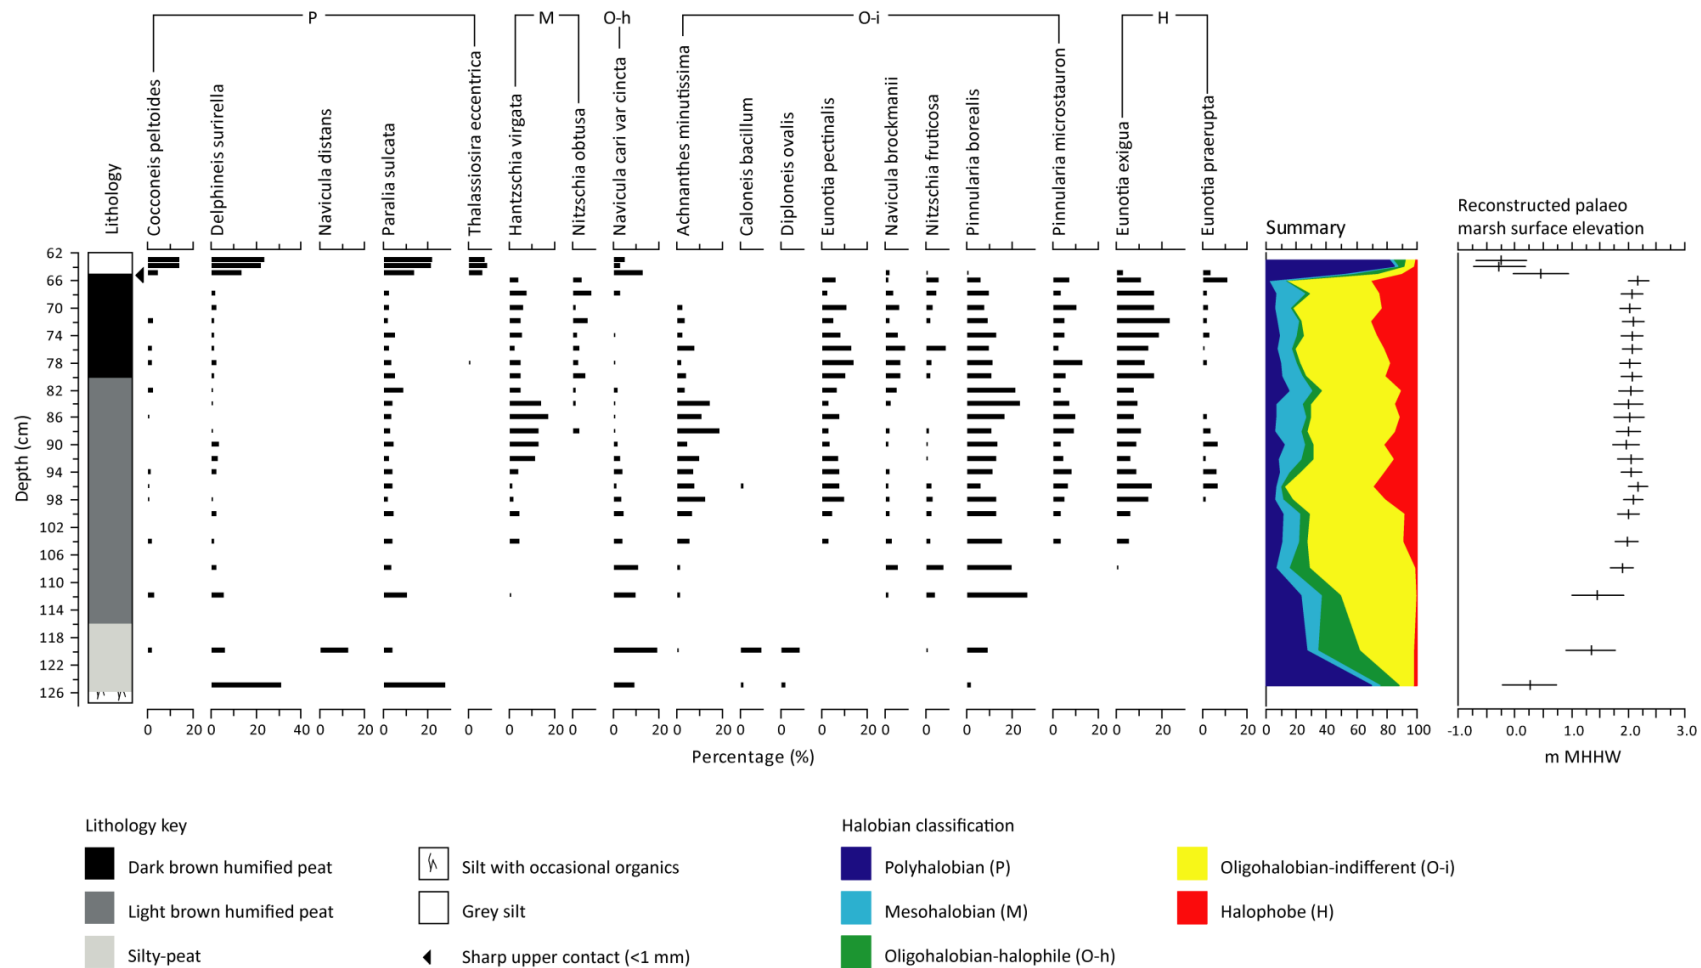 P
M
O-h
O-i
H
Lithology
Cocconeis peltoides
Delphineis surirella
Navicula distans
Paralia sulcata
Thalassiosira eccentrica
Hantzschia virgata
Nitzschia obtusa
Navicula cari var cincta
Achnanthes minutissima
Caloneis bacillum
Diploneis ovalis
Eunotia pectinalis
Navicula brockmanii
Nitzschia fruticosa
Pinnularia borealis
Pinnularia microstauron
Eunotia exigua
Eunotia praerupta
Summary
Reconstructed palaeo
marsh surface elevation
Depth (cm)
62
66
70
74
78
82
86
90
94
98
102
106
110
114
118
122
126
0 20
0 20 40
0 20
0 20
0 20
0 20
0
0 20
0 20
0
0
0 20
0
0
0 20
0 20
0 20
0 20
0 20 40 60 80 100
-1.0 0.0 1.0 2.0 3.0
Percentage (%)
m MHHW
Lithology key
Dark brown humified peat
Light brown humified peat
Silty-peat
Silt with occasional organics
Grey silt
Sharp upper contact (<1 mm)
Halobian classification
Polyhalobian (P)
Mesohalobian (M)
Oligohalobian-halophile (O-h)
Oligohalobian-indifferent (O-i)
Halophobe (H)